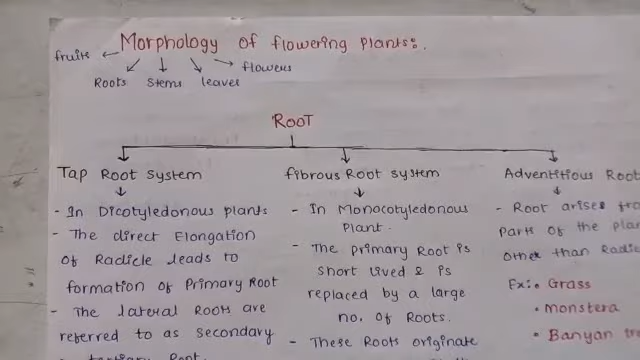 Morphology of flowering plants:.
fruits
flowers
Roots Stems leaves
ROOT
Tap Root system
- In Dicotyledonous plants
- The direct Elongation
of Radicle leads to
formation of Primary Root
- The lateral Roots are
referred to as secondary
Root
fibrous Root system
- In Monocotyledonous
Plant.
- The primary Root is
short lived & is
replaced by a large
no. of Roots.
- These Roots originate
Adventitious Root
- Root arises
parts of the
other than
Ex:. Grass
• Monstera
• Banyan